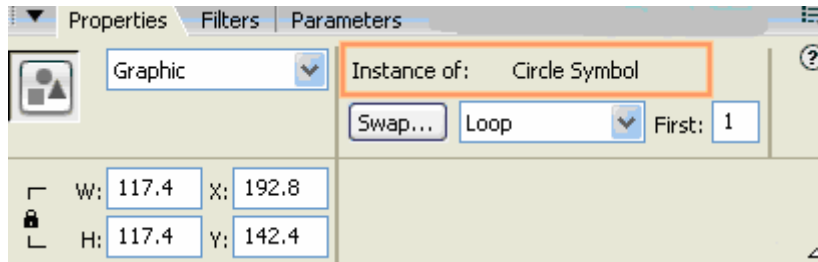 Properties Filters Parameters
Graphic Instance of: Circle Symbol ?
Swap... Loop First: 1
W: 117.4 X: 192.8
H: 117.4 Y: 142.4